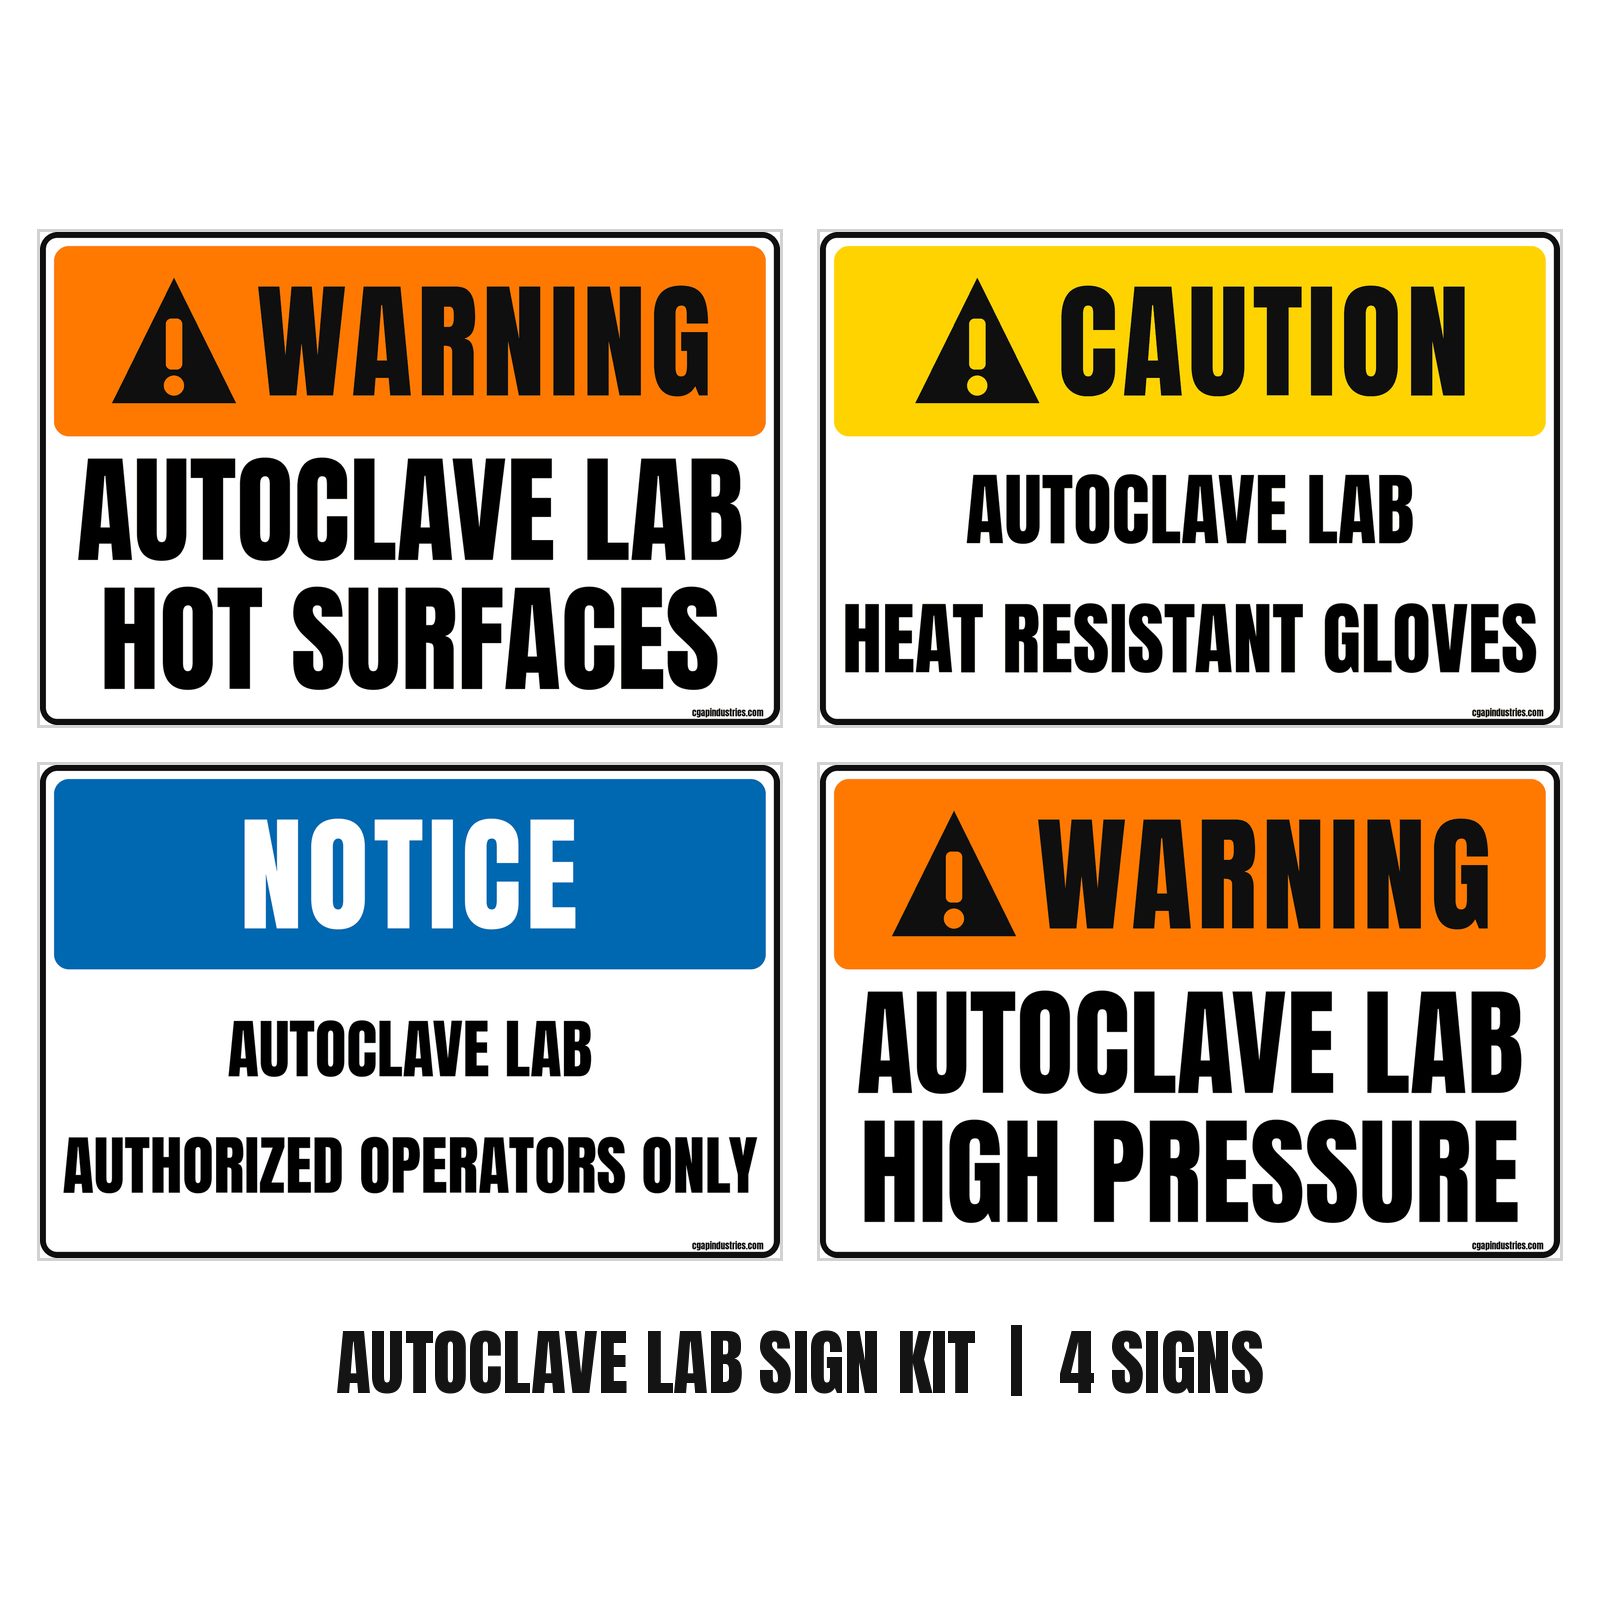 WARNING
AUTOCLAVE LAB
HOT SURFACES
cgapindustries.com
CAUTION
AUTOCLAVE LAB
HEAT RESISTANT GLOVES
cgapindustries.com
NOTICE
AUTOCLAVE LAB
AUTHORIZED OPERATORS ONLY
cgapindustries.com
WARNING
AUTOCLAVE LAB
HIGH PRESSURE
cgapindustries.com
AUTOCLAVE LAB SIGN KIT | 4 SIGNS